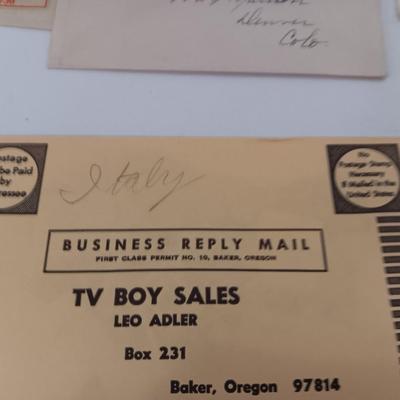 Denver
Colo.
Postage
be Paid
by
No
Postage Stamp
Necessary
If Mailed in the
United States
Italy
BUSINESS REPLY MAIL
FIRST CLASS PERMIT NO. 10, BAKER, OREGON
TV BOY SALES
LEO ADLER
Box 231
Baker, Oregon 97814